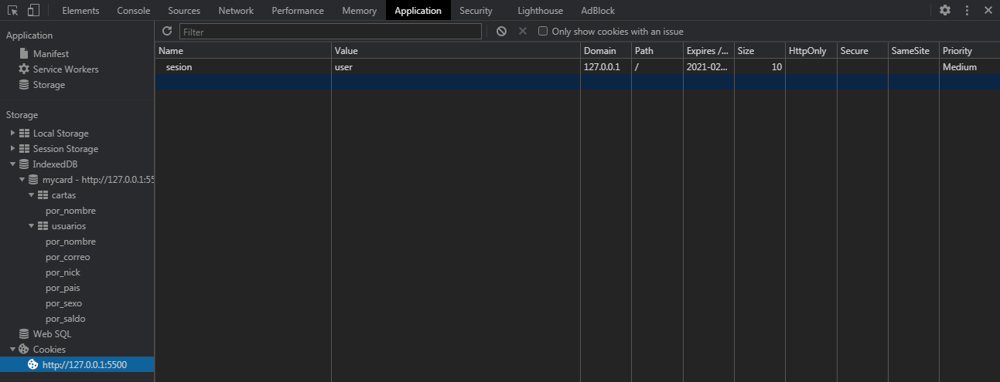 Elements Console Sources Network Performance Memory Application Security Lighthouse AdBlock
Application
Manifest
Service Workers
Storage
Storage
Local Storage
Session Storage
IndexedDB
mycard - http://127.0.0.1:55
cartas
por_nombre
usuarios
por_nombre
por_correo
por_nick
por_pais
por_sexo
por_saldo
Web SQL
Cookies
http://127.0.0.1:5500
Filter Only show cookies with an issue
Name Value Domain Path Expires /... Size HttpOnly Secure SameSite Priority
sesion user 127.0.0.1 / 2021-02... 10 Medium